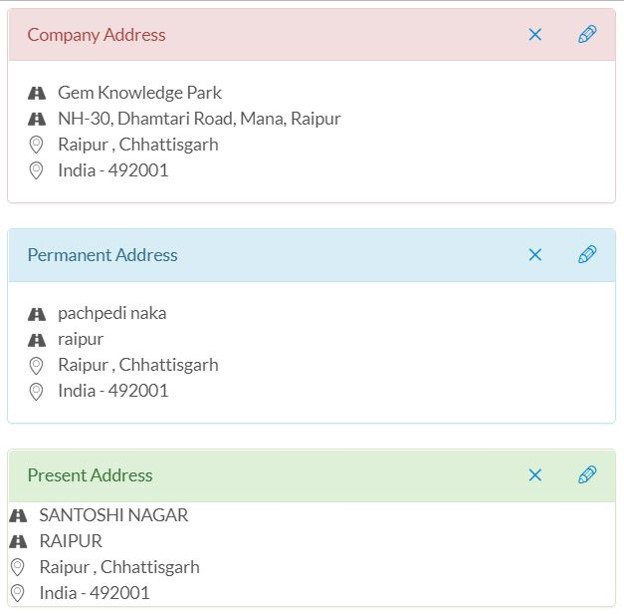 Company Address
Gem Knowledge Park
NH-30, Dhamtari Road, Mana, Raipur
Raipur , Chhattisgarh
India - 492001
Permanent Address
pachpedi naka
raipur
Raipur , Chhattisgarh
India - 492001
Present Address
SANTOSHI NAGAR
RAIPUR
Raipur , Chhattisgarh
India - 492001